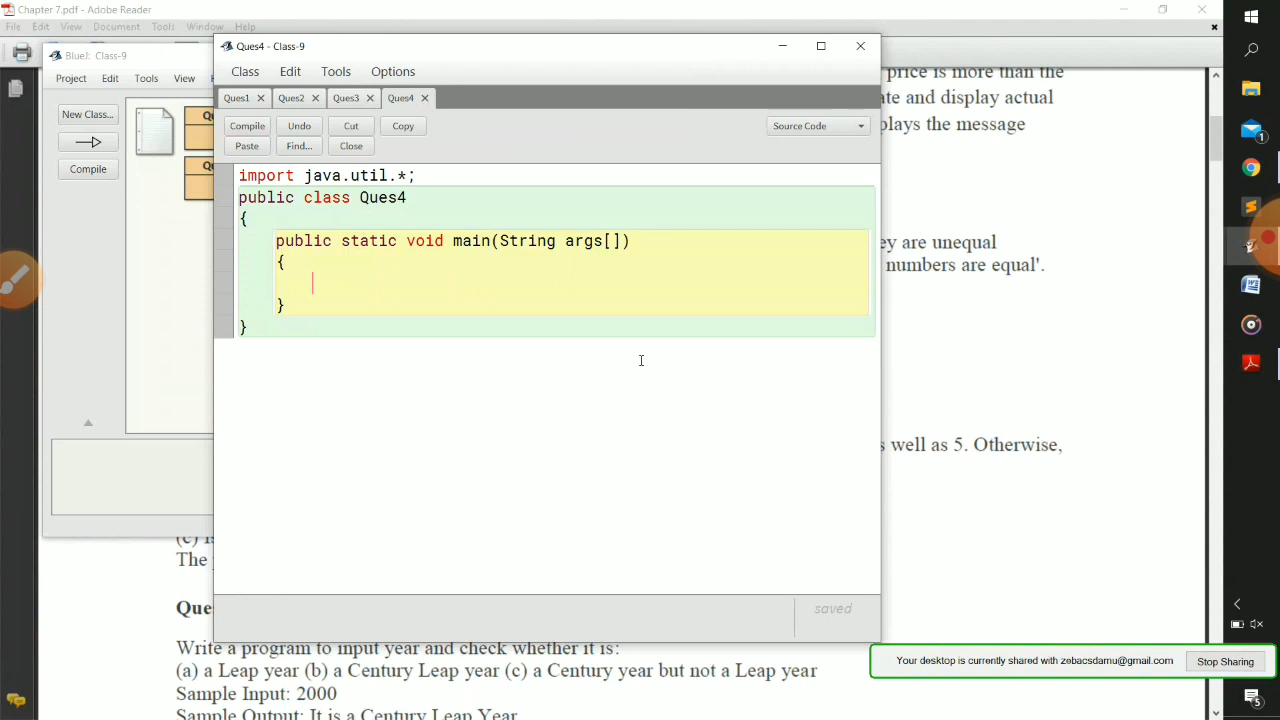 Chapter 7.pdf - Adobe Reader
File Edit View Document Tools Window Help
BlueJ: Class-9
Project Edit Tools View
New Class...
Compile
Ques4 - Class-9
Class Edit Tools Options
Ques1 Ques2 Ques3 Ques4
Compile Undo Cut Copy
Paste Find... Close
Source Code
import java.util.*;
public class Ques4
{
public static void main(String args[])
{
}
}
saved
price is more than the
ate and display actual
plays the message
ey are unequal
numbers are equal'.
s well as 5. Otherwise,
The
Ques
Write a program to input year and check whether it is:
(a) a Leap year (b) a Century Leap year (c) a Century year but not a Leap year
Sample Input: 2000
Sample Output: It is a Century Leap Year
Your desktop is currently shared with zebacsdamu@gmail.com Stop Sharing
1
5